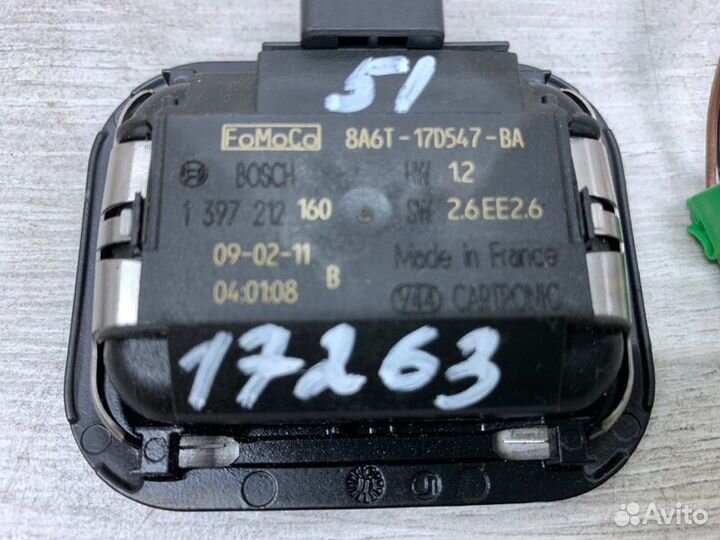 51
FoMoCo 8A6T-17D547-BA
BOSCH HW 1.2
1 397 212 160 SW 2.6EE2.6
09-02-11 Made in France
04:01:08 B 944 CARTRONIC
17263
Avito